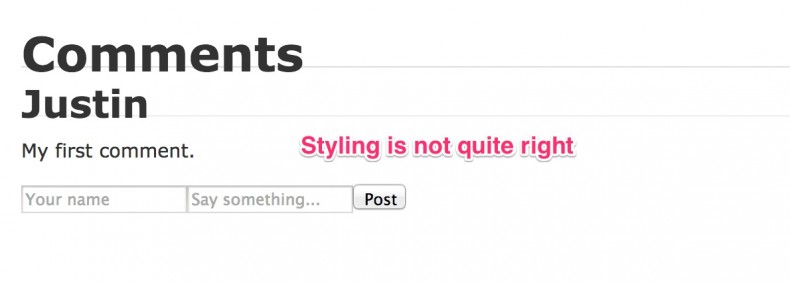 Comments
Justin
My first comment.
Styling is not quite right
Your name Say something... Post